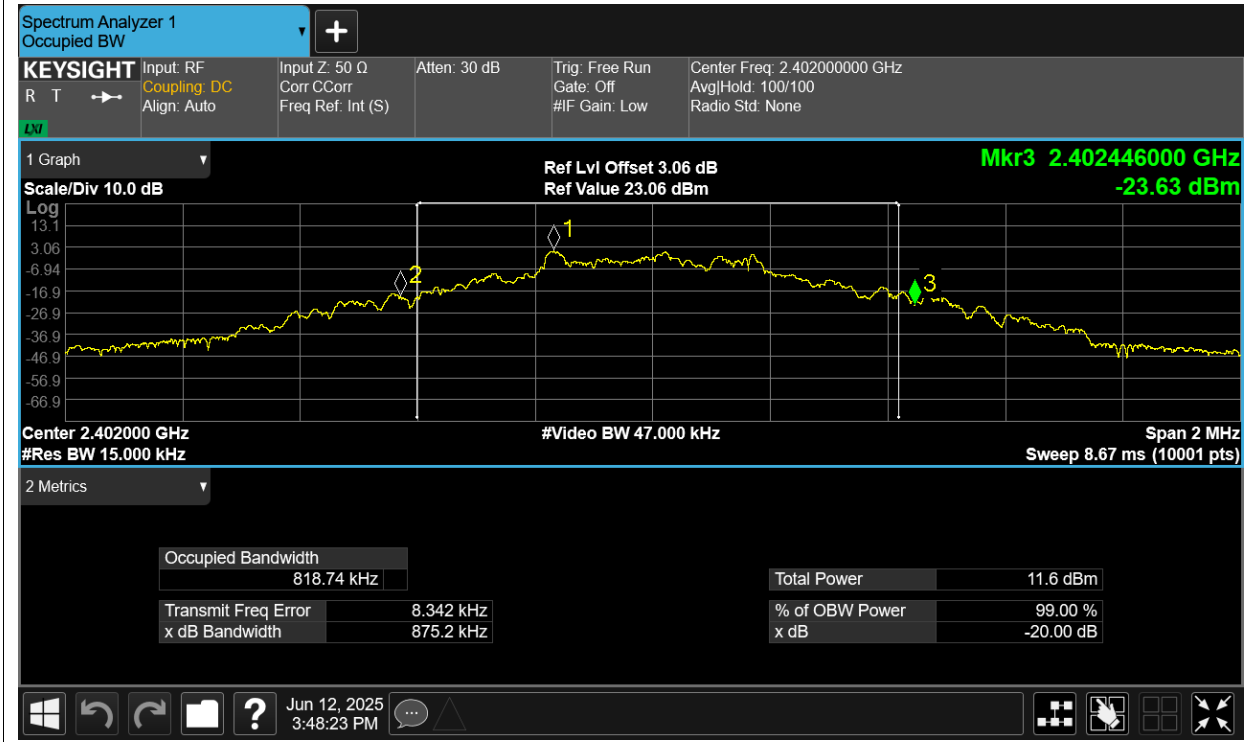 Spectrum Analyzer 1
Occupied BW
KEYSIGHT
R T
LXI
Input: RF
Coupling: DC
Align: Auto
Input Z: 50 Ω
Corr CCorr
Freq Ref: Int (S)
Atten: 30 dB
Trig: Free Run
Gate: Off
#IF Gain: Low
Center Freq: 2.402000000 GHz
Avg|Hold: 100/100
Radio Std: None
1 Graph
Scale/Div 10.0 dB
Ref Lvl Offset 3.06 dB
Ref Value 23.06 dBm
Mkr3 2.402446000 GHz
-23.63 dBm
Log
13.1
3.06
-6.94
-16.9
-26.9
-36.9
-46.9
-56.9
-66.9
1
2
3
Center 2.402000 GHz
#Video BW 47.000 kHz
Span 2 MHz
#Res BW 15.000 kHz
Sweep 8.67 ms (10001 pts)
2 Metrics
Occupied Bandwidth
818.74 kHz
Transmit Freq Error 8.342 kHz
x dB Bandwidth 875.2 kHz
Total Power 11.6 dBm
% of OBW Power 99.00 %
x dB -20.00 dB
?
Jun 12, 2025
3:48:23 PM